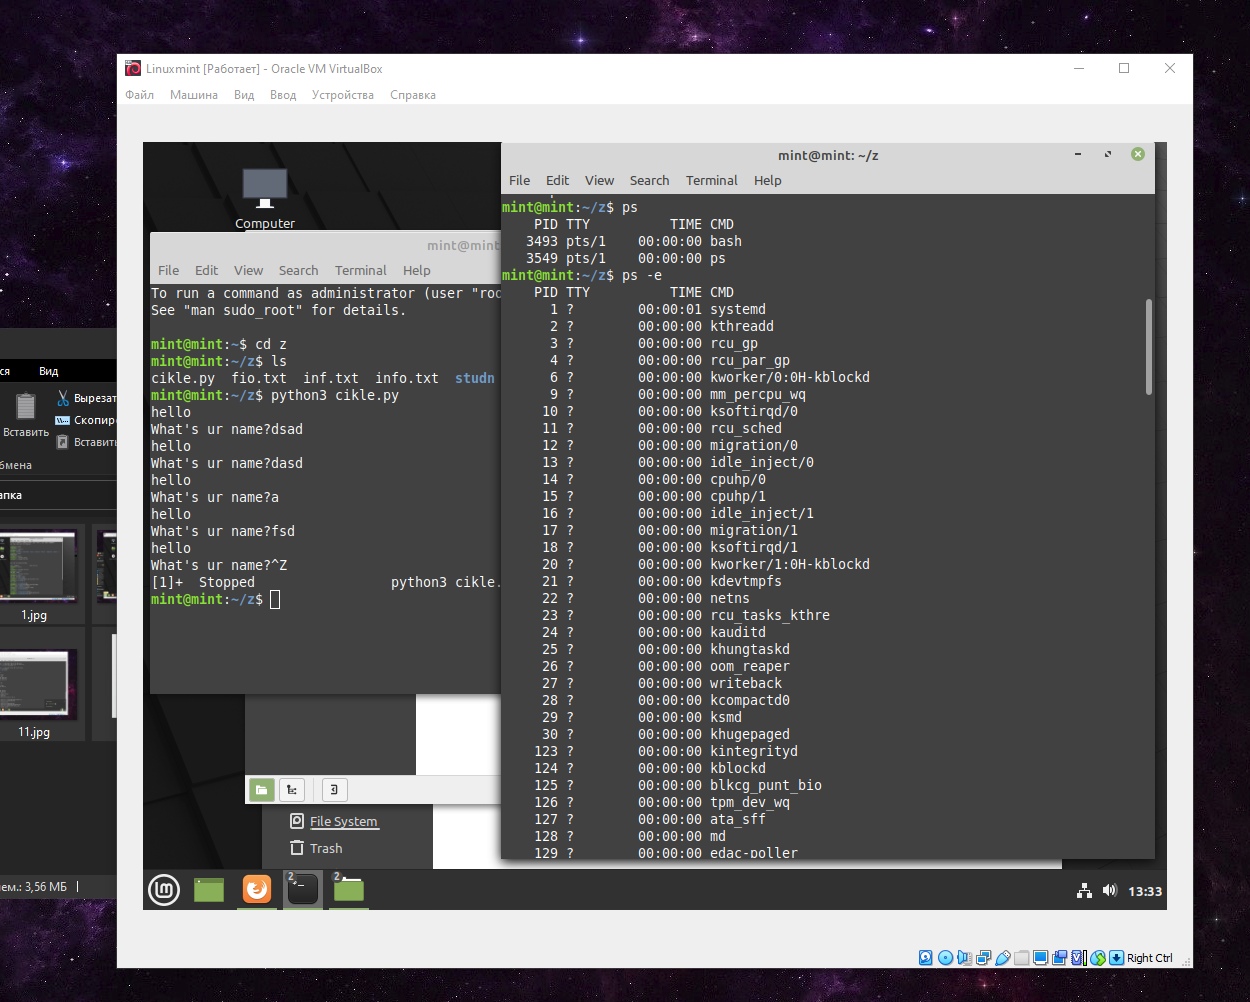 Linuxmint [Работает] - Oracle VM VirtualBox
Файл Машина Вид Ввод Устройства Справка
Computer
mint@mint
File Edit View Search Terminal Help
To run a command as administrator (user "roo
See "man sudo_root" for details.
mint@mint:~$ cd z
mint@mint:~/z$ ls
cikle.py fio.txt inf.txt info.txt studn
mint@mint:~/z$ python3 cikle.py
hello
What's ur name?dsad
hello
What's ur name?dasd
hello
What's ur name?a
hello
What's ur name?fsd
hello
What's ur name?^Z
[1]+ Stopped python3 cikle.
mint@mint:~/z$
mint@mint: ~/z
File Edit View Search Terminal Help
mint@mint:~/z$ ps
PID TTY TIME CMD
3493 pts/1 00:00:00 bash
3549 pts/1 00:00:00 ps
mint@mint:~/z$ ps -e
PID TTY TIME CMD
1 ? 00:00:01 systemd
2 ? 00:00:00 kthreadd
3 ? 00:00:00 rcu_gp
4 ? 00:00:00 rcu_par_gp
6 ? 00:00:00 kworker/0:0H-kblockd
9 ? 00:00:00 mm_percpu_wq
10 ? 00:00:00 ksoftirqd/0
11 ? 00:00:00 rcu_sched
12 ? 00:00:00 migration/0
13 ? 00:00:00 idle_inject/0
14 ? 00:00:00 cpuhp/0
15 ? 00:00:00 cpuhp/1
16 ? 00:00:00 idle_inject/1
17 ? 00:00:00 migration/1
18 ? 00:00:00 ksoftirqd/1
20 ? 00:00:00 kworker/1:0H-kblockd
21 ? 00:00:00 kdevtmpfs
22 ? 00:00:00 netns
23 ? 00:00:00 rcu_tasks_kthre
24 ? 00:00:00 kauditd
25 ? 00:00:00 khungtaskd
26 ? 00:00:00 oom_reaper
27 ? 00:00:00 writeback
28 ? 00:00:00 kcompactd0
29 ? 00:00:00 ksmd
30 ? 00:00:00 khugepaged
123 ? 00:00:00 kintegrityd
124 ? 00:00:00 kblockd
125 ? 00:00:00 blkcg_punt_bio
126 ? 00:00:00 tpm_dev_wq
127 ? 00:00:00 ata_sff
128 ? 00:00:00 md
129 ? 00:00:00 edac-poller
File System
Trash
2
2
13:33
Right Ctrl
ся Вид
Вставить
Вырезат
Скопир
Вставить
бмена
апка
1.jpg
11.jpg
ем.: 3,56 МБ